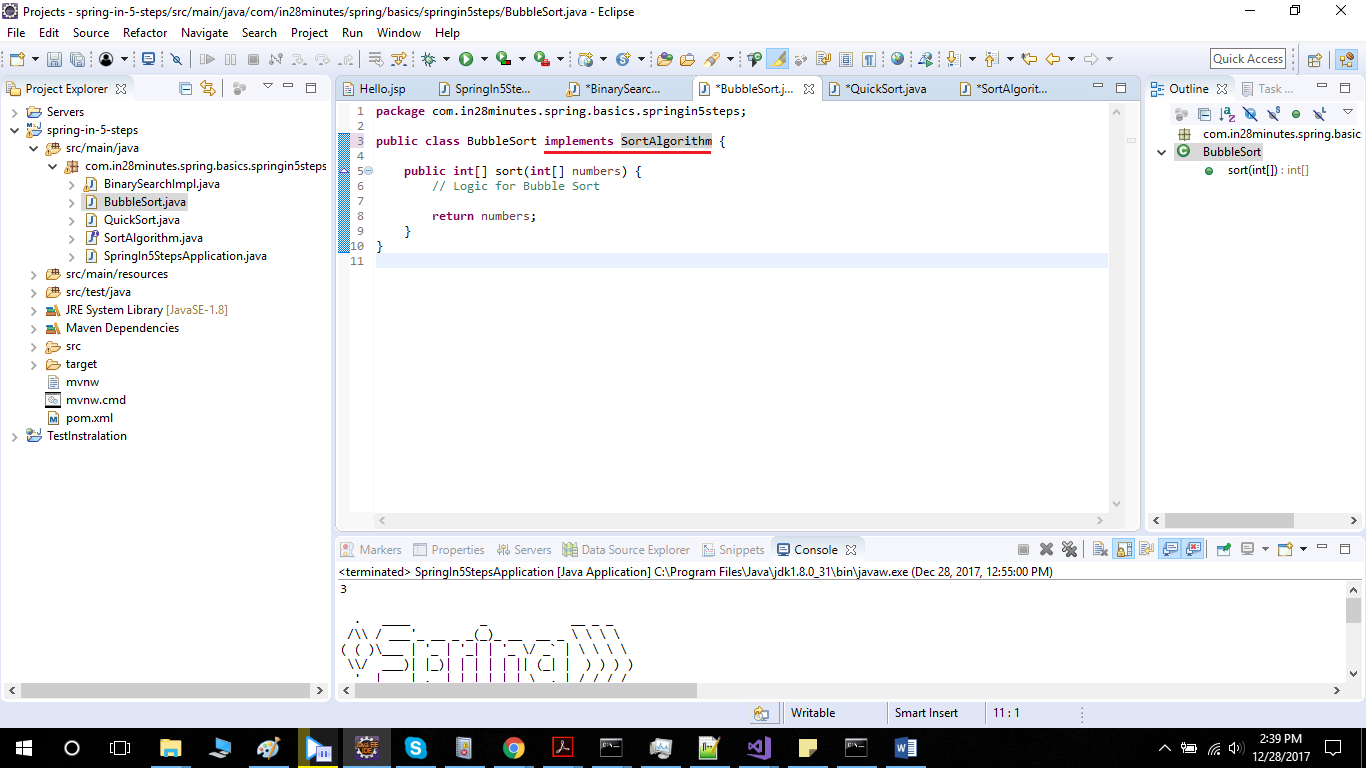 Projects - spring-in-5-steps/src/main/java/com/in28minutes/spring/basics/springin5steps/BubbleSort.java - Eclipse
File Edit Source Refactor Navigate Search Project Run Window Help
Quick Access
Project Explorer
Servers
spring-in-5-steps
src/main/java
com.in28minutes.spring.basics.springin5steps
BinarySearchImpl.java
BubbleSort.java
QuickSort.java
SortAlgorithm.java
SpringIn5StepsApplication.java
src/main/resources
src/test/java
JRE System Library [JavaSE-1.8]
Maven Dependencies
src
target
mvnw
mvnw.cmd
pom.xml
TestInstralation
Hello.jsp SpringIn5Ste... *BinarySearc... *BubbleSort.j... *QuickSort.java *SortAlgorit...
1 package com.in28minutes.spring.basics.springin5steps;
2
3 public class BubbleSort implements SortAlgorithm {
4
5 public int[] sort(int[] numbers) {
6 // Logic for Bubble Sort
7
8 return numbers;
9 }
10 }
11
Outline Task ...
com.in28minutes.spring.basic
BubbleSort
sort(int[]) : int[]
Markers Properties Servers Data Source Explorer Snippets Console
<terminated> SpringIn5StepsApplication [Java Application] C:\Program Files\Java\jdk1.8.0_31\bin\javaw.exe (Dec 28, 2017, 12:55:00 PM)
3
Writable Smart Insert 11 : 1
2:39 PM
12/28/2017